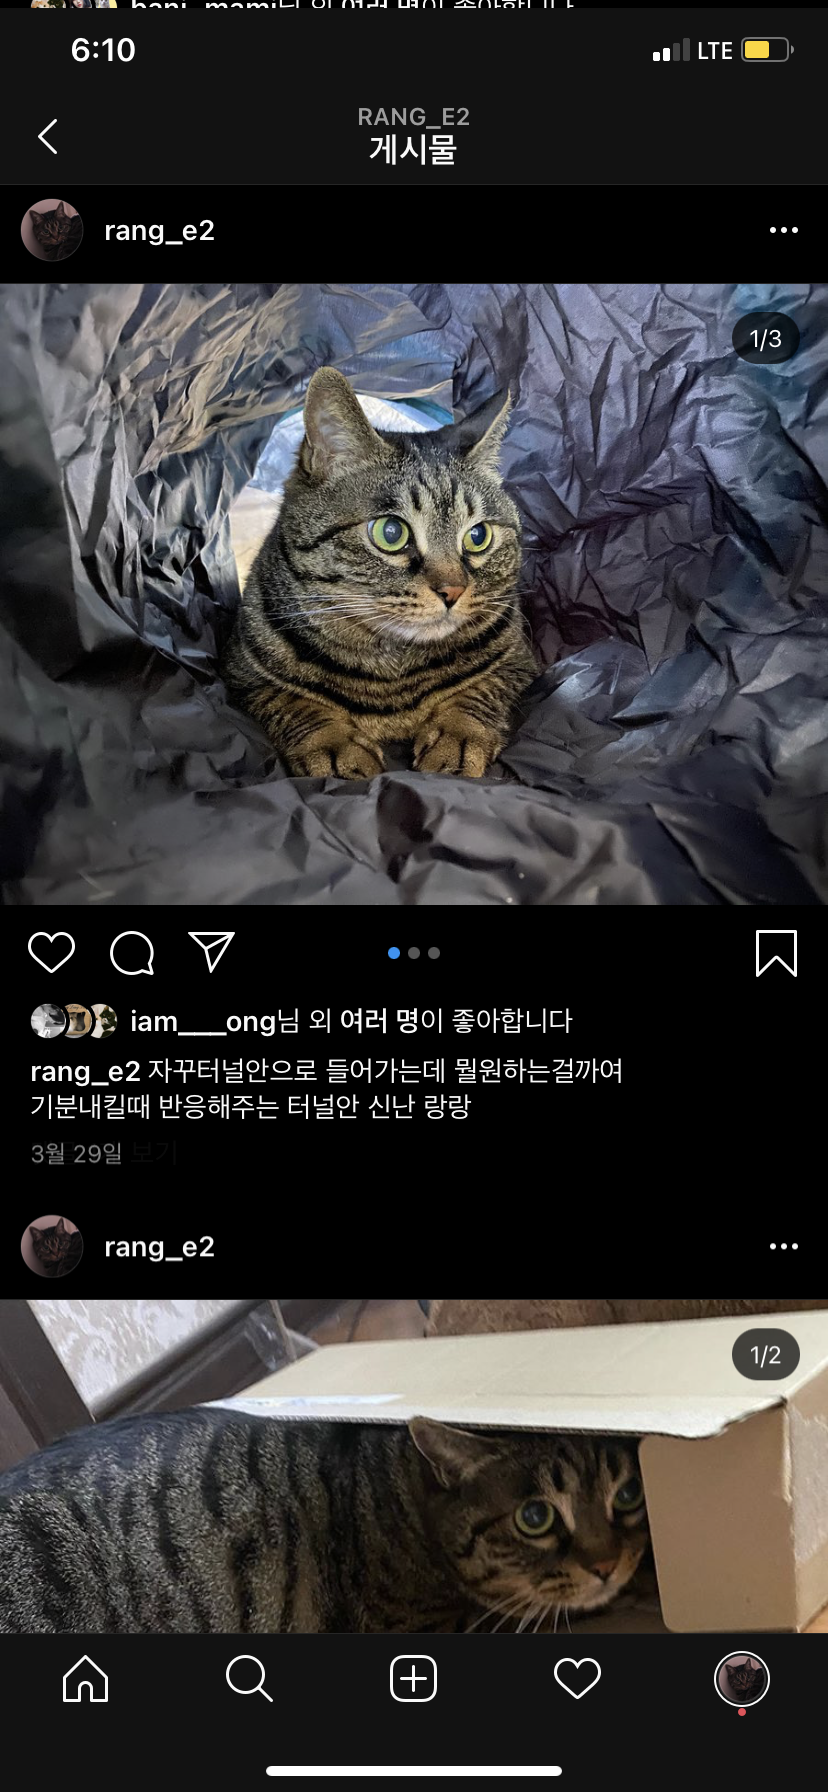 6:10
LTE
RANG_E2
게시물
rang_e2
1/3
iam___ong님 외 여러 명이 좋아합니다
rang_e2 자꾸터널안으로 들어가는데 뭘원하는걸까여
기분내킬때 반응해주는 터널안 신난 랑랑
3월 29일
rang_e2
1/2